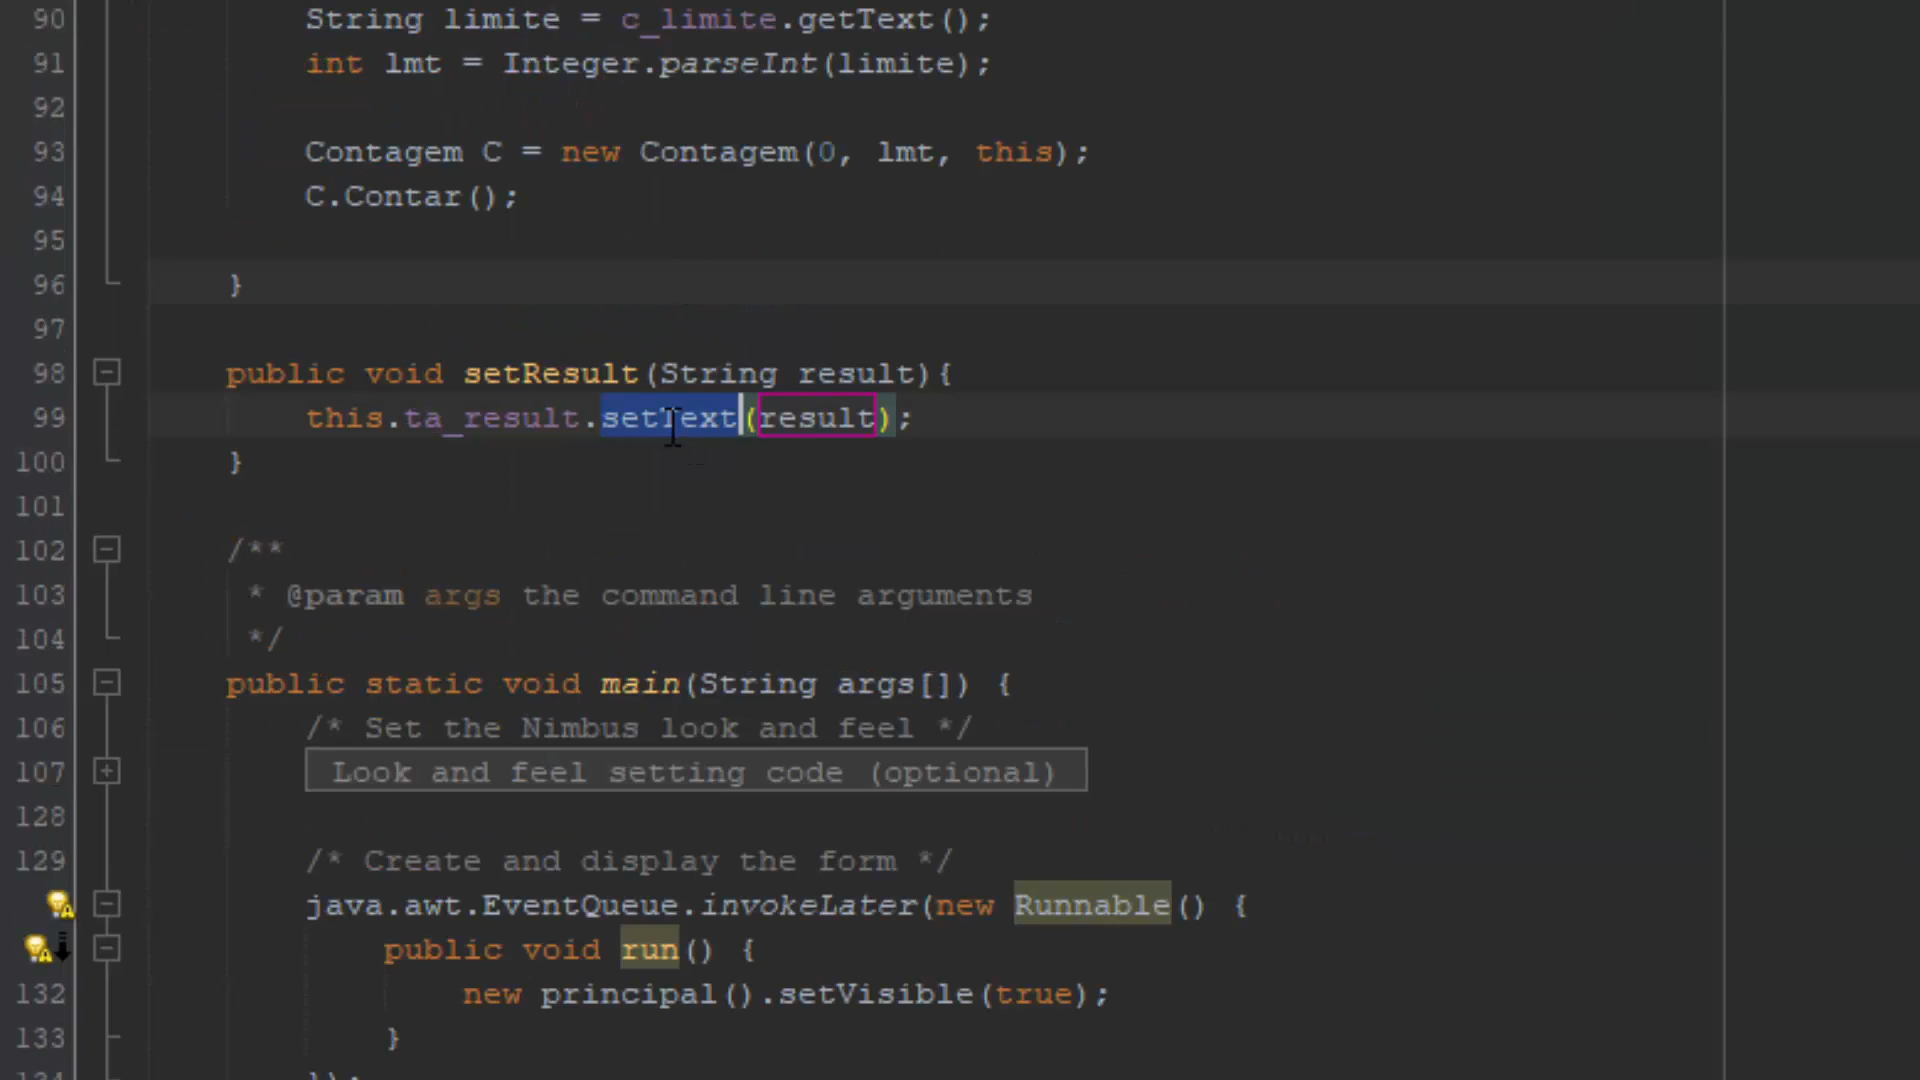 90 String limite = c_limite.getText();
91 int lmt = Integer.parseInt(limite);
92
93 Contagem C = new Contagem(0, lmt, this);
94 C.Contar();
95
96 }
97
98 public void setResult(String result){
99 this.ta_result.setText(result);
100 }
101
102 /**
103 * @param args the command line arguments
104 */
105 public static void main(String args[]) {
106 /* Set the Nimbus look and feel */
107 Look and feel setting code (optional)
128
129 /* Create and display the form */
java.awt.EventQueue.invokeLater(new Runnable() {
public void run() {
132 new principal().setVisible(true);
133 }
134 });